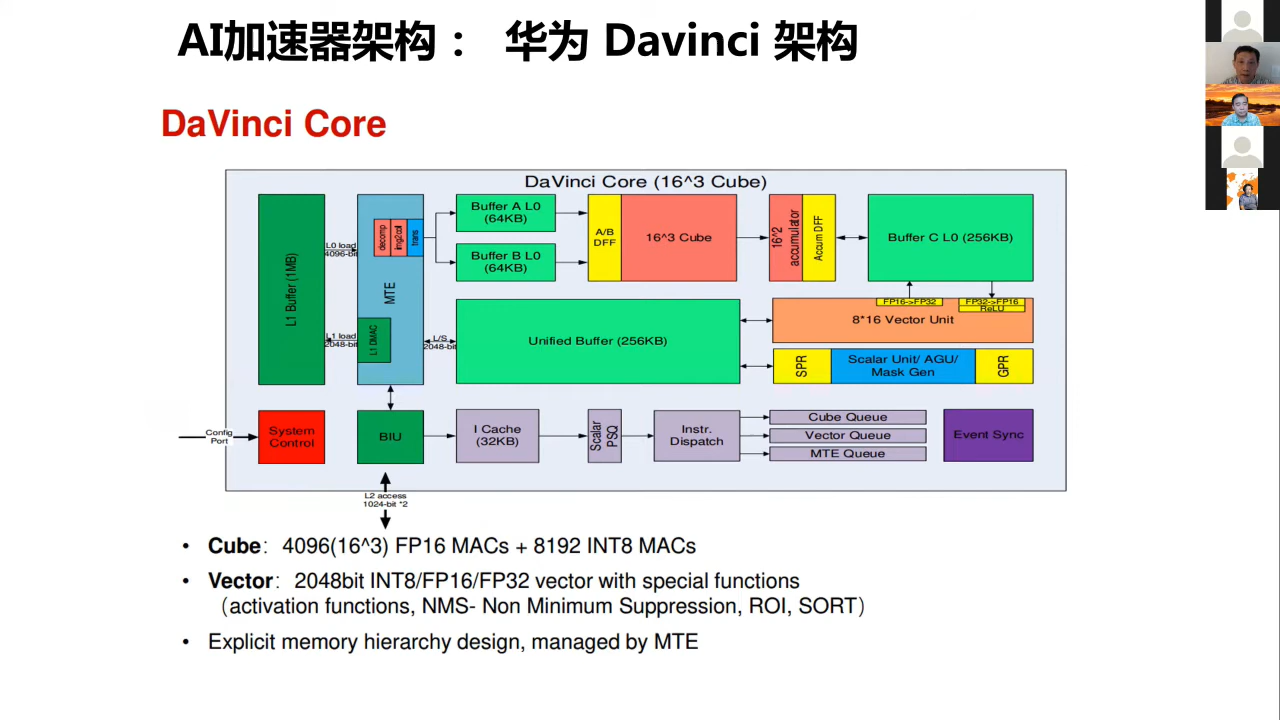 AI加速器架构： 华为 Davinci 架构
DaVinci Core
DaVinci Core (16^3 Cube)
L1 Buffer (1MB)
L0 load
4096-bit
L1 load
2048-bit
decomp
img2col
trans
MTE
L1 DMAC
L/S
2048-bit
Buffer A L0
(64KB)
Buffer B L0
(64KB)
A/B
DFF
16^3 Cube
16^2
accumulator
Accum DFF
Buffer C L0 (256KB)
FP16->FP32
FP32->FP16
ReLU
8*16 Vector Unit
Unified Buffer (256KB)
SPR
Scalar Unit/ AGU/
Mask Gen
GPR
Config
Port
System
Control
BIU
I Cache
(32KB)
Scalar
PSQ
Instr.
Dispatch
Cube Queue
Vector Queue
MTE Queue
Event Sync
L2 access
1024-bit *2
• Cube： 4096(16^3) FP16 MACs + 8192 INT8 MACs
• Vector： 2048bit INT8/FP16/FP32 vector with special functions
（activation functions, NMS- Non Minimum Suppression, ROI, SORT）
• Explicit memory hierarchy design, managed by MTE